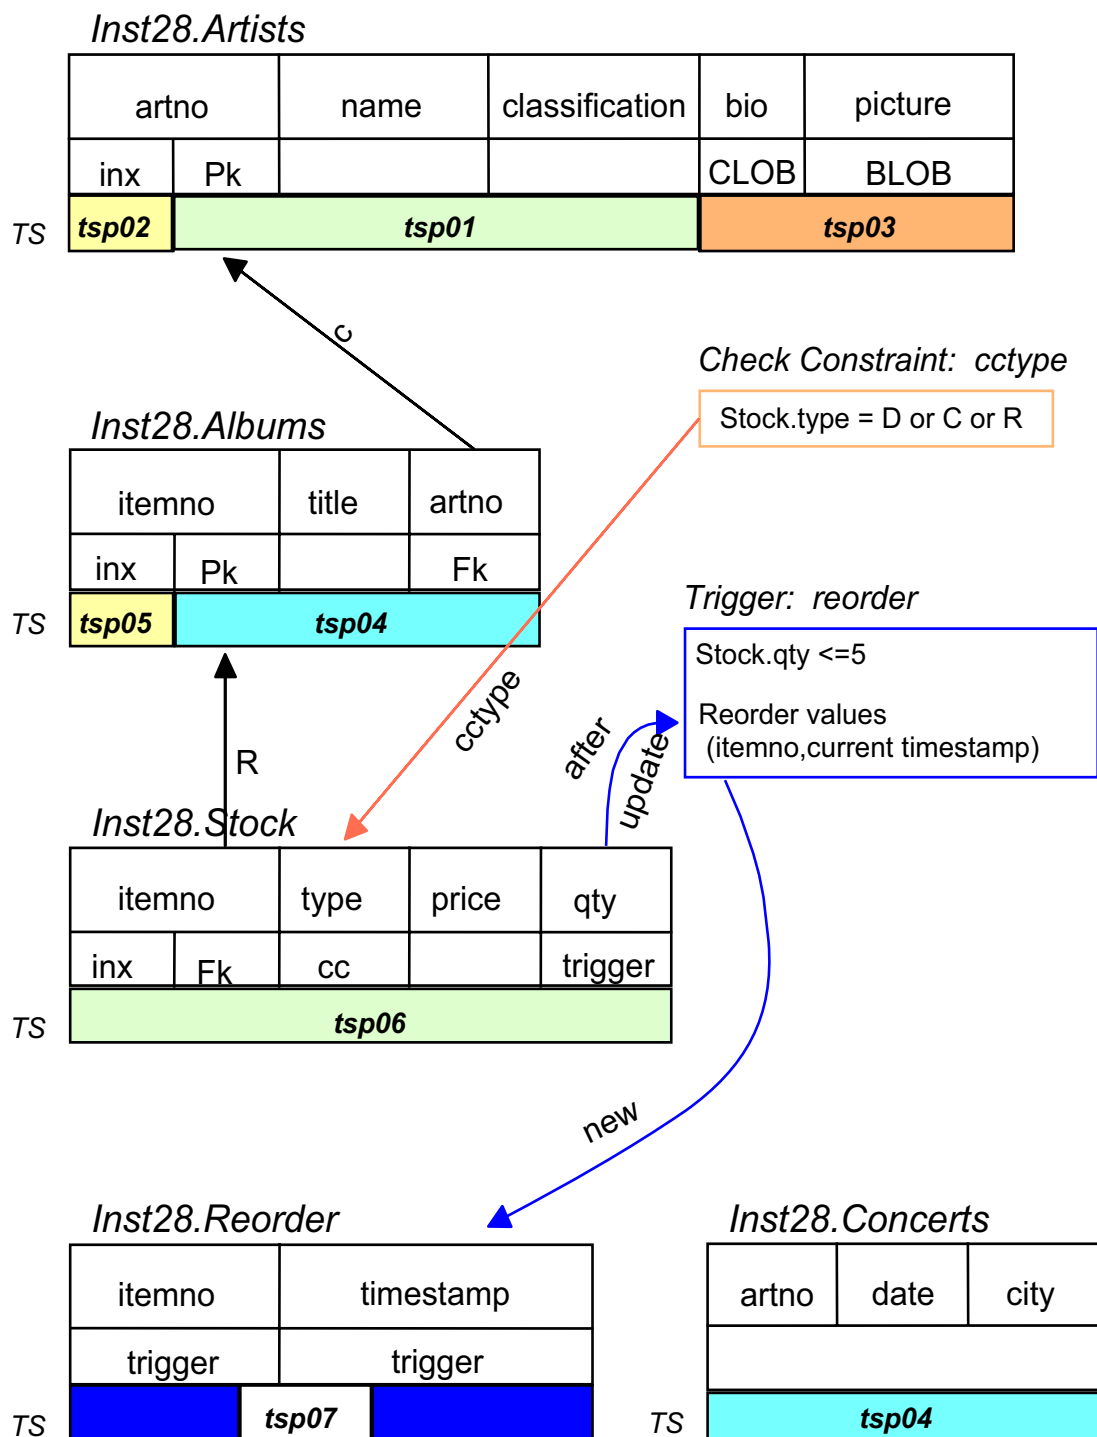 Inst28.Artists
artno name classification bio picture
inx Pk CLOB BLOB
TS tsp02 tsp01 tsp03
c
Check Constraint: cctype
Stock.type = D or C or R
Inst28.Albums
itemno title artno
inx Pk Fk
TS tsp05 tsp04
Trigger: reorder
Stock.qty <=5
Reorder values
(itemno,current timestamp)
cctype
after
update
R
Inst28.Stock
itemno type price qty
inx Fk cc trigger
TS tsp06
new
Inst28.Reorder
itemno timestamp
trigger trigger
TS tsp07
Inst28.Concerts
artno date city
TS tsp04